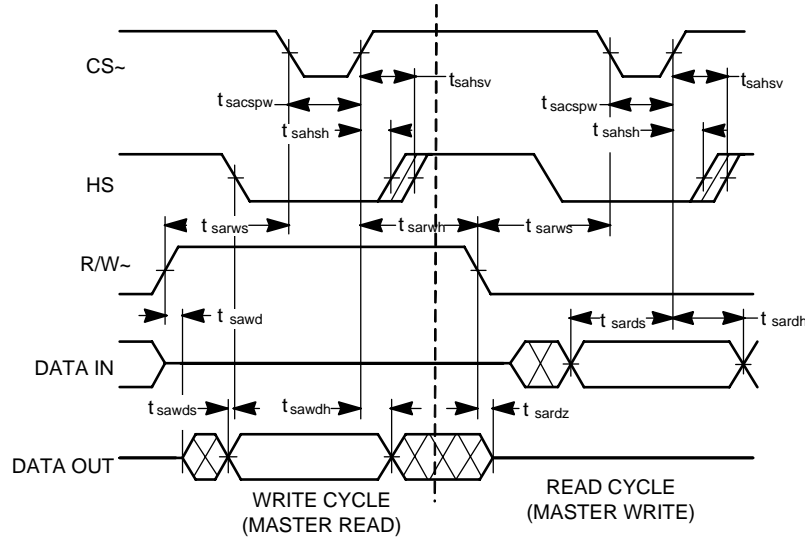 CS~
t sahsv
t sahsv
t sacspw
t sacspw
t sahsh
t sahsh
HS
t sarws
t sarwh
t sarws
R/W~
t sawd
t sards
t sardh
DATA IN
t sawds
t sawdh
t sardz
DATA OUT
WRITE CYCLE
(MASTER READ)
READ CYCLE
(MASTER WRITE)